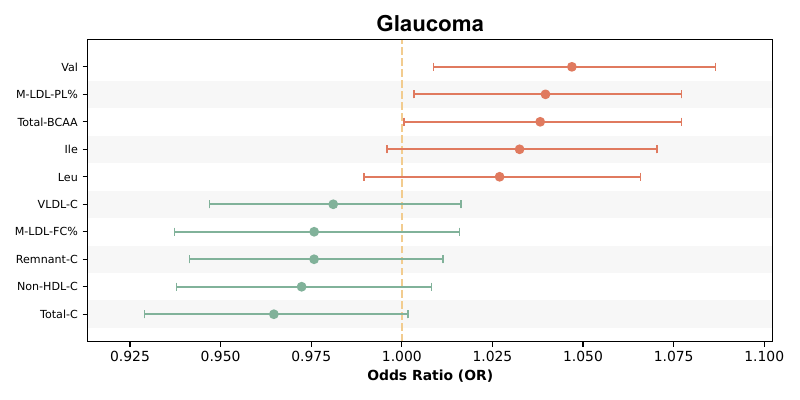 Glaucoma
Val
M-LDL-PL%
Total-BCAA
Ile
Leu
VLDL-C
M-LDL-FC%
Remnant-C
Non-HDL-C
Total-C
0.925 0.950 0.975 1.000 1.025 1.050 1.075 1.100
Odds Ratio (OR)